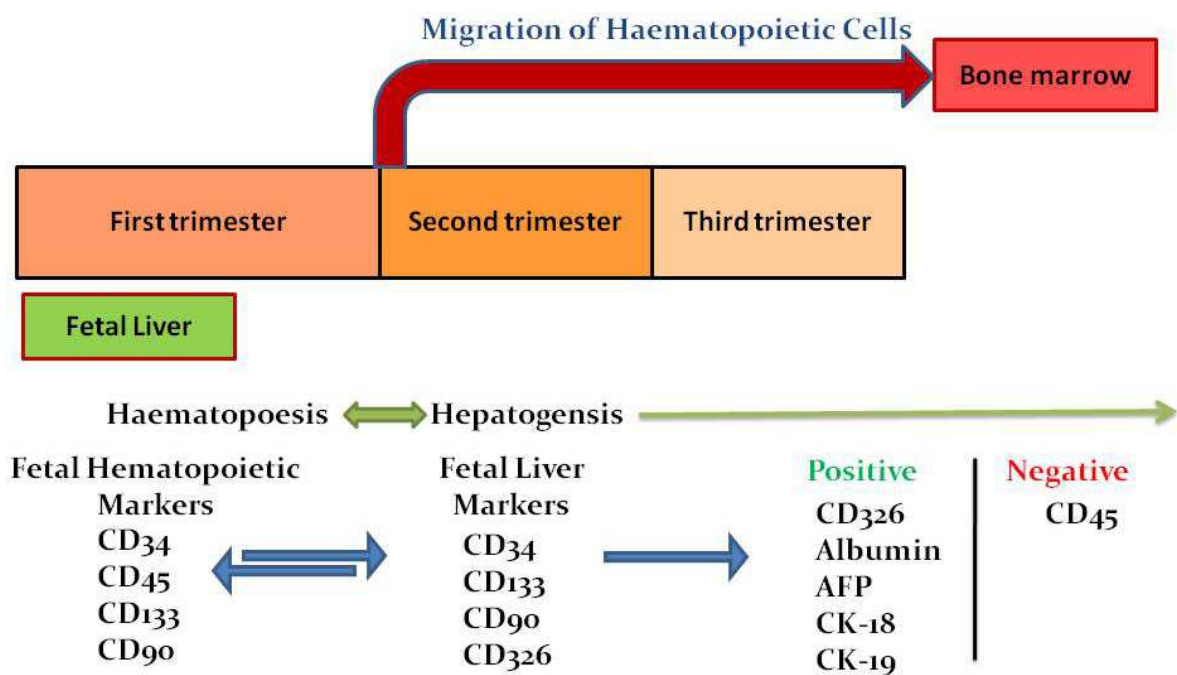 Migration of Haematopoietic Cells
Bone marrow
First trimester
Second trimester
Third trimester
Fetal Liver
Haematopoesis
Hepatogensis
Fetal Hematopoietic
Markers
CD34
CD45
CD133
CD90
Fetal Liver
Markers
CD34
CD133
CD90
CD326
Positive
CD326
Albumin
AFP
CK-18
CK-19
Negative
CD45